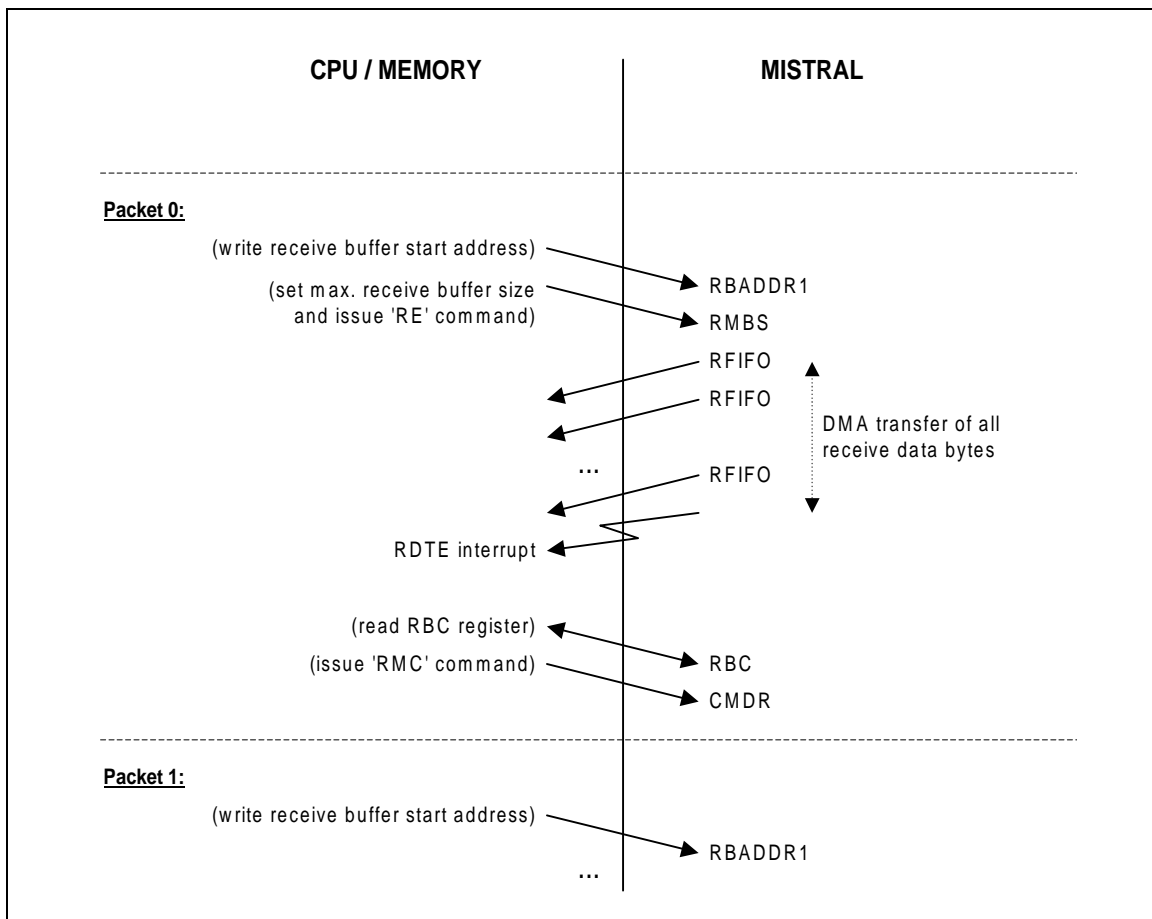 CPU / MEMORY MISTRAL
Packet 0:
(write receive buffer start address)
RBADDR1
(set max. receive buffer size
and issue 'RE' command)
RMBS
RFIFO
RFIFO
DMA transfer of all
receive data bytes
...
RFIFO
RDTE interrupt
(read RBC register)
RBC
(issue 'RMC' command)
CMDR
Packet 1:
(write receive buffer start address)
RBADDR1
...